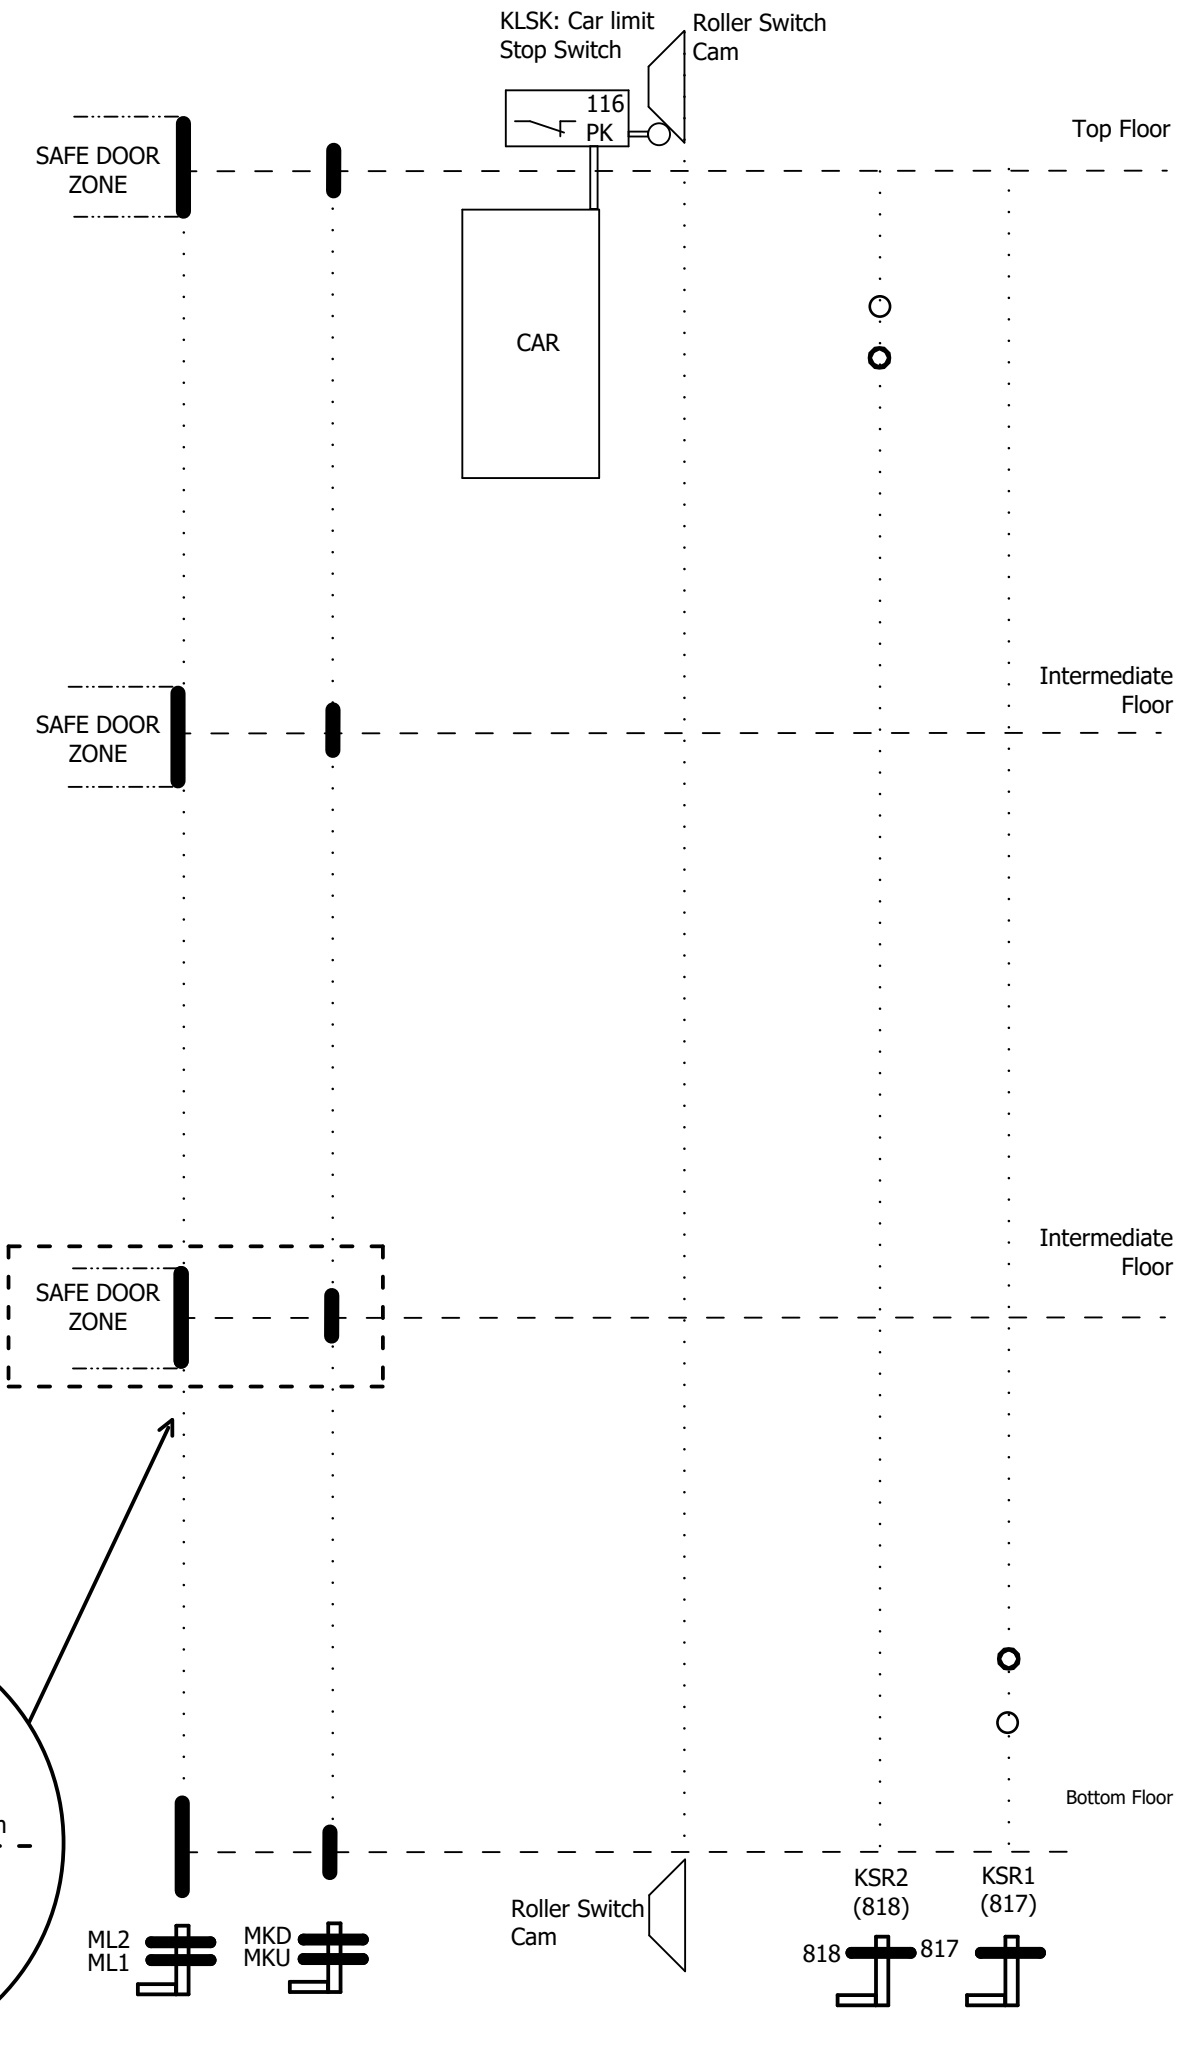 KLSK: Car limit
Stop Switch
Roller Switch
Cam
116
PK
Top Floor
SAFE DOOR
ZONE
CAR
Intermediate
Floor
SAFE DOOR
ZONE
Intermediate
Floor
SAFE DOOR
ZONE
Bottom Floor
KSR2
(818)
KSR1
(817)
Roller Switch
Cam
ML2
ML1
MKD
MKU
818
817